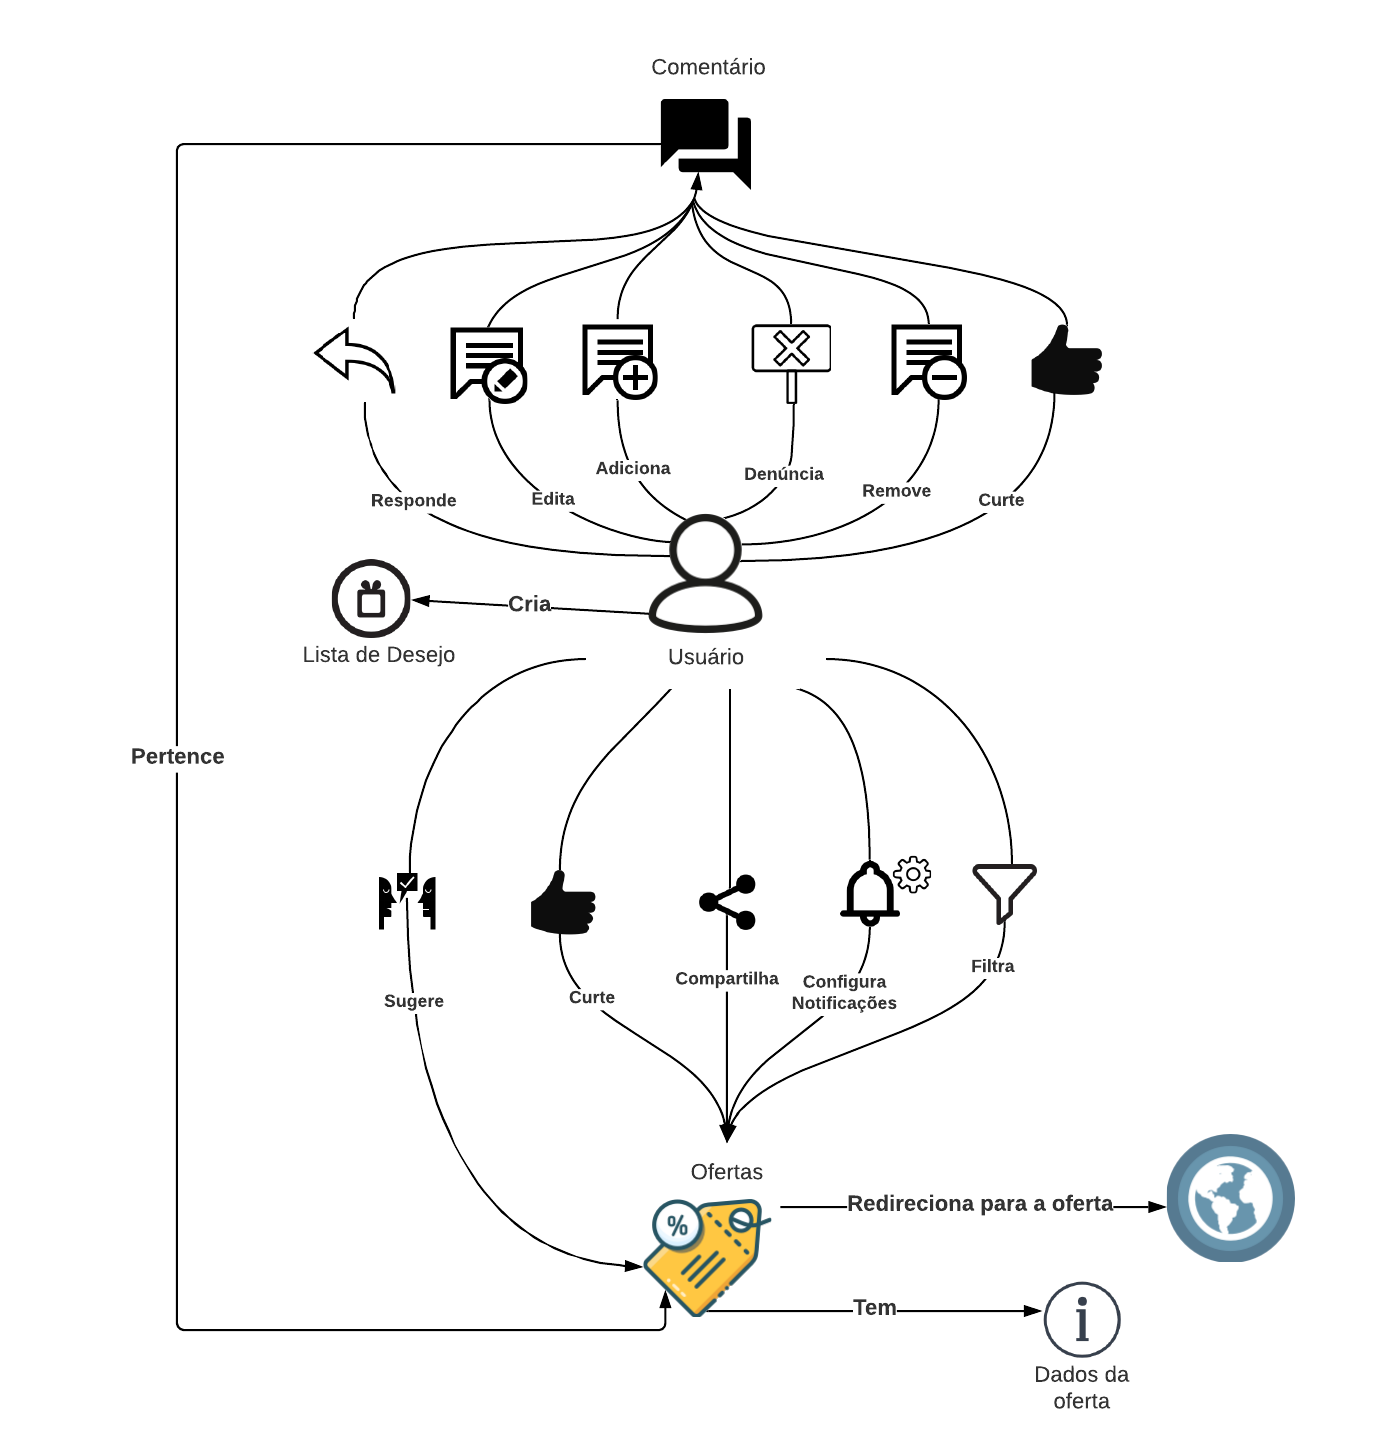 Comentário
Adiciona
Denúncia
Responde
Edita
Remove
Curte
Cria
Lista de Desejo
Usuário
Pertence
%
Sugere
Curte
Compartilha
Configura
Notificações
Filtra
Ofertas
Redireciona para a oferta
Tem
i
Dados da
oferta